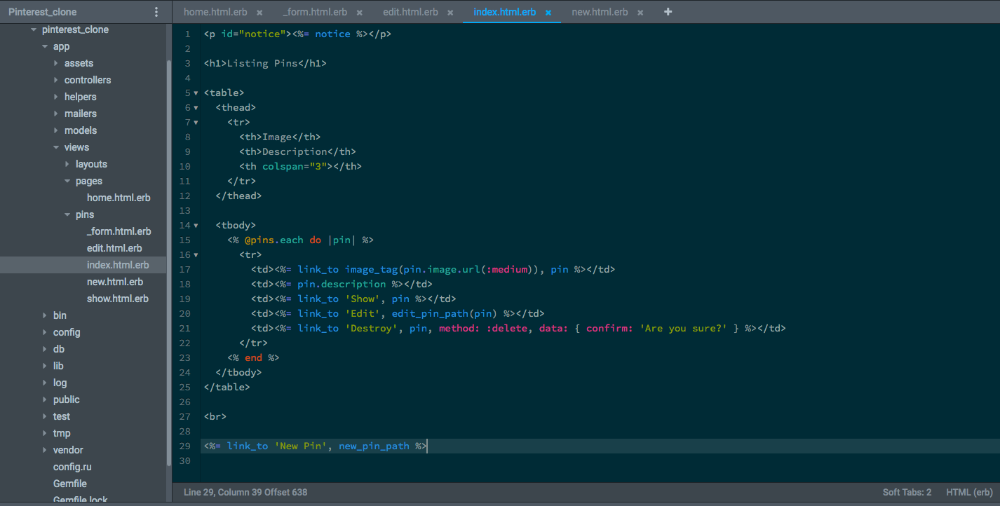 Pinterest_clone
pinterest_clone
app
assets
controllers
helpers
mailers
models
views
layouts
pages
home.html.erb
pins
_form.html.erb
edit.html.erb
index.html.erb
new.html.erb
show.html.erb
bin
config
db
lib
log
public
test
tmp
vendor
config.ru
Gemfile
Gemfile.lock
home.html.erb × _form.html.erb × edit.html.erb × index.html.erb × new.html.erb × +
1 <p id="notice"><%= notice %></p>
2
3 <h1>Listing Pins</h1>
4
5 <table>
6   <thead>
7     <tr>
8       <th>Image</th>
9       <th>Description</th>
10       <th colspan="3"></th>
11     </tr>
12   </thead>
13
14   <tbody>
15     <% @pins.each do |pin| %>
16       <tr>
17         <td><%= link_to image_tag(pin.image.url(:medium)), pin %></td>
18         <td><%= pin.description %></td>
19         <td><%= link_to 'Show', pin %></td>
20         <td><%= link_to 'Edit', edit_pin_path(pin) %></td>
21         <td><%= link_to 'Destroy', pin, method: :delete, data: { confirm: 'Are you sure?' } %></td>
22       </tr>
23     <% end %>
24   </tbody>
25 </table>
26
27 <br>
28
29 <%= link_to 'New Pin', new_pin_path %>
30
Line 29, Column 39 Offset 638
Soft Tabs: 2 HTML (erb)